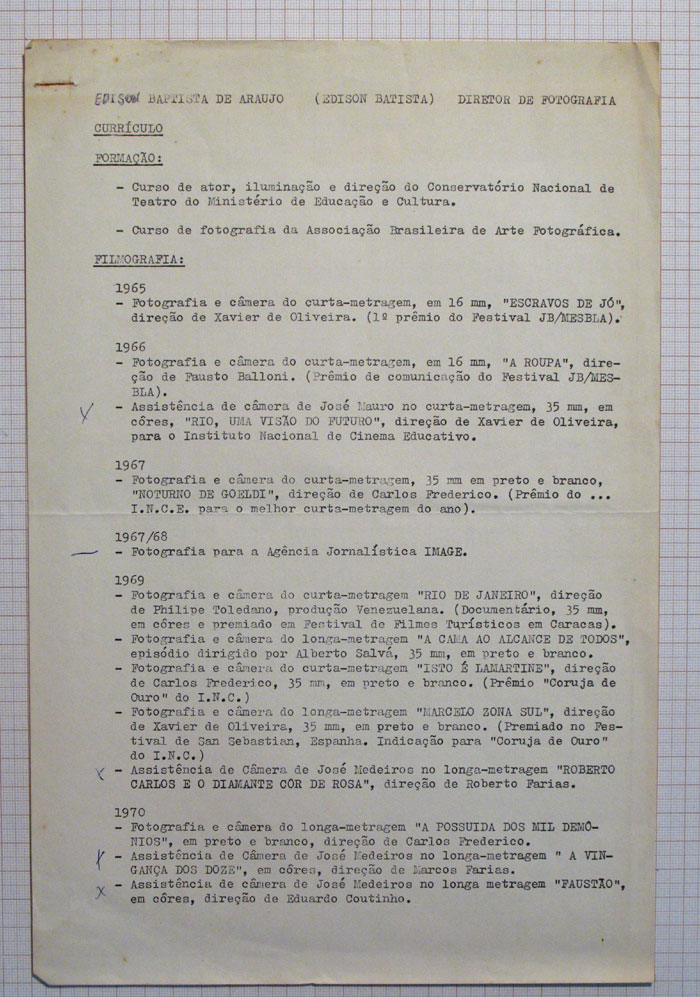 EDISON BAPTISTA DE ARAUJO (EDISON BATISTA) DIRETOR DE FOTOGRAFIA
CURRÍCULO
FORMAÇÃO:
- Curso de ator, iluminação e direção do Conservatório Nacional de
Teatro do Ministério de Educação e Cultura.
- Curso de fotografia da Associação Brasileira de Arte Fotográfica.
FILMOGRAFIA:
1965
- Fotografia e câmera do curta-metragem, em 16 mm, "ESCRAVOS DE JÓ",
direção de Xavier de Oliveira. (1º prêmio do Festival JB/MESBLA).
1966
- Fotografia e câmera do curta-metragem, em 16 mm, "A ROUPA", dire-
ção de Fausto Balloni. (Prêmio de comunicação do Festival JB/MES-
BLA).
X - Assistência de câmera de José Mauro no curta-metragem, 35 mm, em
côres, "RIO, UMA VISÃO DO FUTURO", direção de Xavier de Oliveira,
para o Instituto Nacional de Cinema Educativo.
1967
- Fotografia e câmera do curta-metragem, 35 mm em preto e branco,
"NOTURNO DE GOELDI", direção de Carlos Frederico. (Prêmio do ...
I.N.C.E. para o melhor curta-metragem do ano).
1967/68
- Fotografia para a Agência Jornalística IMAGE.
1969
- Fotografia e câmera do curta-metragem "RIO DE JANEIRO", direção
de Philipe Toledano, produção Venezuelana. (Documentário, 35 mm,
em côres e premiado em Festival de Filmes Turísticos em Caracas).
- Fotografia e câmera do longa-metragem "A CAMA AO ALCANCE DE TODOS",
episódio dirigido por Alberto Salvá, 35 mm, em preto e branco.
- Fotografia e câmera do curta-metragem "ISTO É LAMARTINE", direção
de Carlos Frederico, 35 mm, em preto e branco. (Prêmio "Coruja de
Ouro" do I.N.C.)
- Fotografia e câmera do longa-metragem "MARCELO ZONA SUL", direção
de Xavier de Oliveira, 35 mm, em preto e branco. (Premiado no Fes-
tival de San Sebastian, Espanha. Indicação para "Coruja de Ouro"
do I.N.C.)
X - Assistência de Câmera de José Medeiros no longa-metragem "ROBERTO
CARLOS E O DIAMANTE CÔR DE ROSA", direção de Roberto Farias.
1970
- Fotografia e câmera do longa-metragem "A POSSUIDA DOS MIL DEMÔ-
NIOS", em preto e branco, direção de Carlos Frederico.
X - Assistência de Câmera de José Medeiros no longa-metragem " A VIN-
GANÇA DOS DOZE", em côres, direção de Marcos Farias.
X - Assistência de câmera de José Medeiros no longa metragem "FAUSTÃO",
em côres, direção de Eduardo Coutinho.